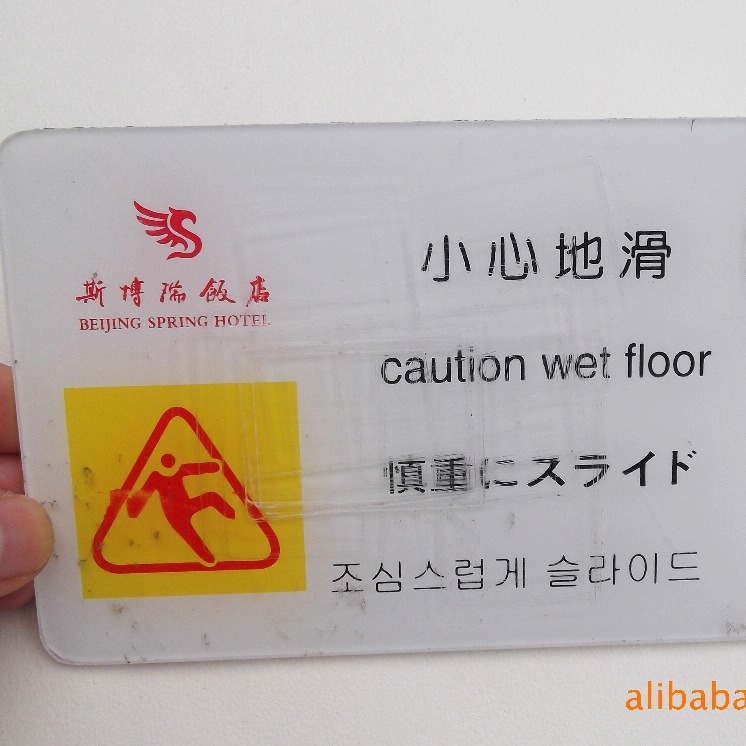 斯博瑞飯店
BEIJING SPRING HOTEL
小心地滑
caution wet floor
慎重にスライド
조심스럽게 슬라이드
alibaba